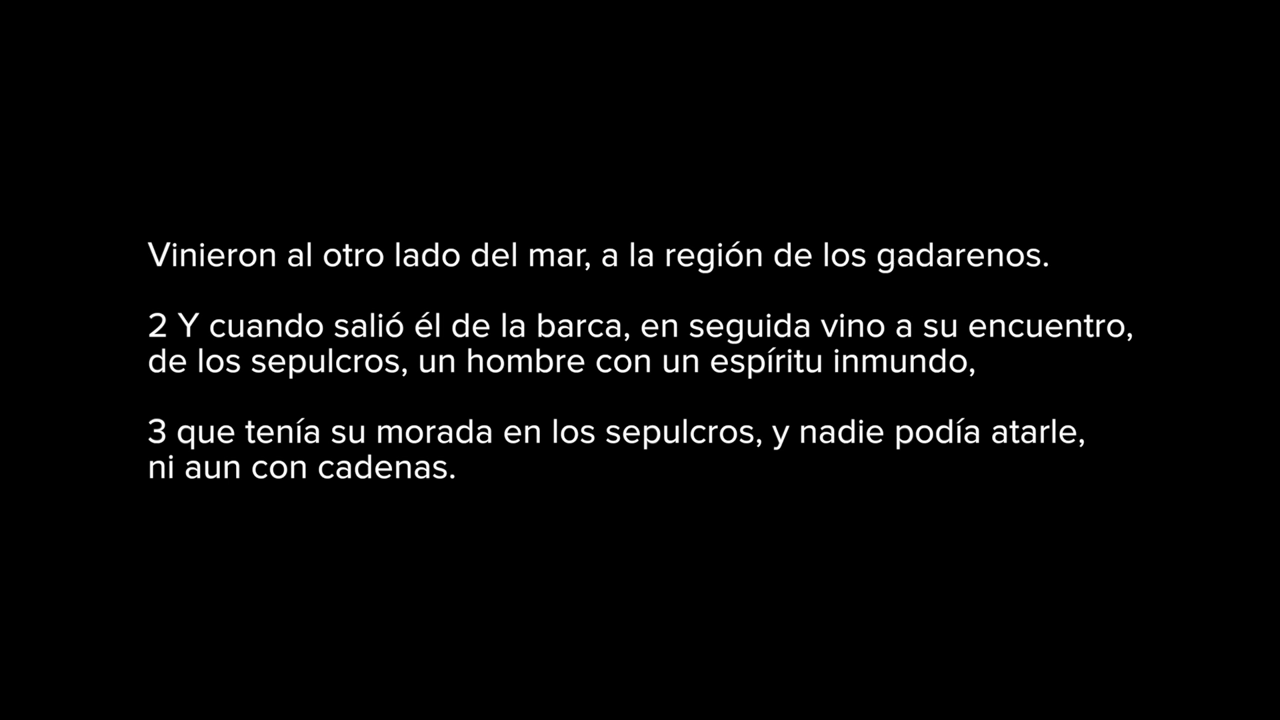 Vinieron al otro lado del mar, a la región de los gadarenos.
2 Y cuando salió él de la barca, en seguida vino a su encuentro,
de los sepulcros, un hombre con un espíritu inmundo,
3 que tenía su morada en los sepulcros, y nadie podía atarle,
ni aun con cadenas.